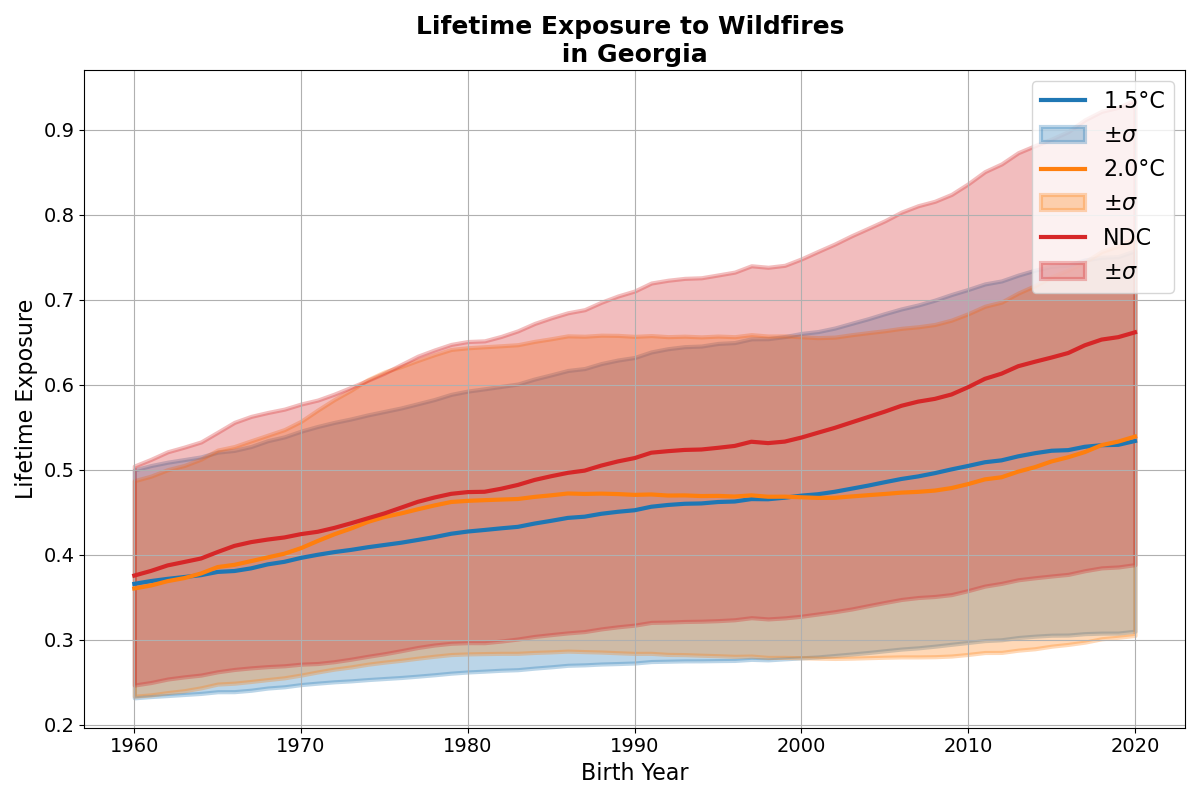 Lifetime Exposure to Wildfires
in Georgia
Lifetime Exposure
0.9
0.8
0.7
0.6
0.5
0.4
0.3
0.2
1.5°C
±σ
2.0°C
±σ
NDC
±σ
1960 1970 1980 1990 2000 2010 2020
Birth Year